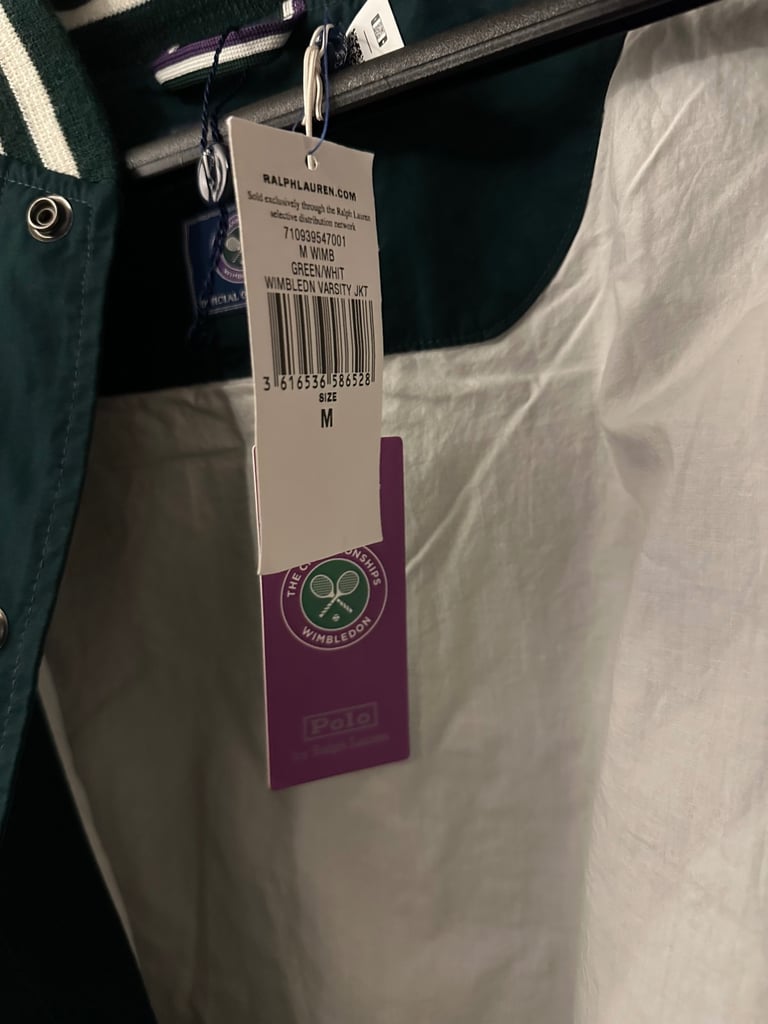 RALPHLAUREN.COM
Sold exclusively through the Ralph Lauren
selective distribution network
710939547001
M WIMB
GREEN/WHIT
WIMBLEDN VARSITY JKT
3 616536 586528
SIZE
M
THE CHAMPIONSHIPS
WIMBLEDON
Polo
by Ralph Lauren